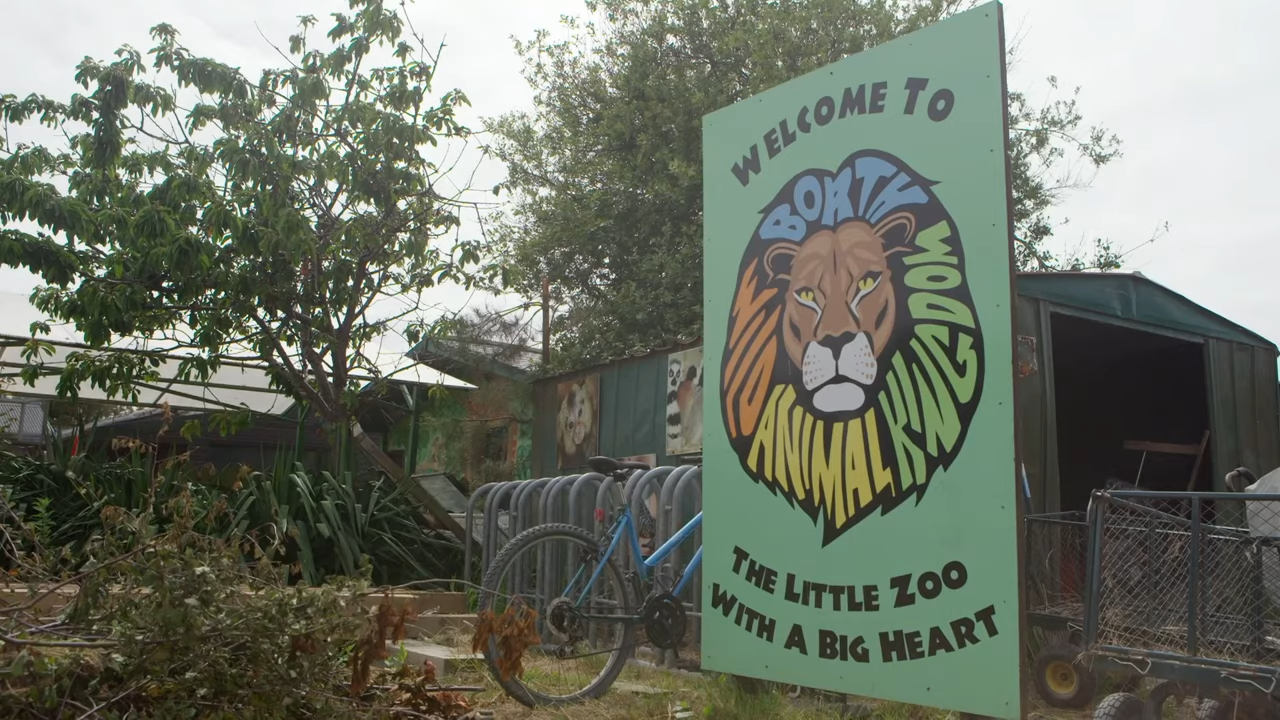 WELCOME TO
BORTH
WILD
ANIMAL
KINGDOM
THE LITTLE ZOO
WITH A BIG HEART